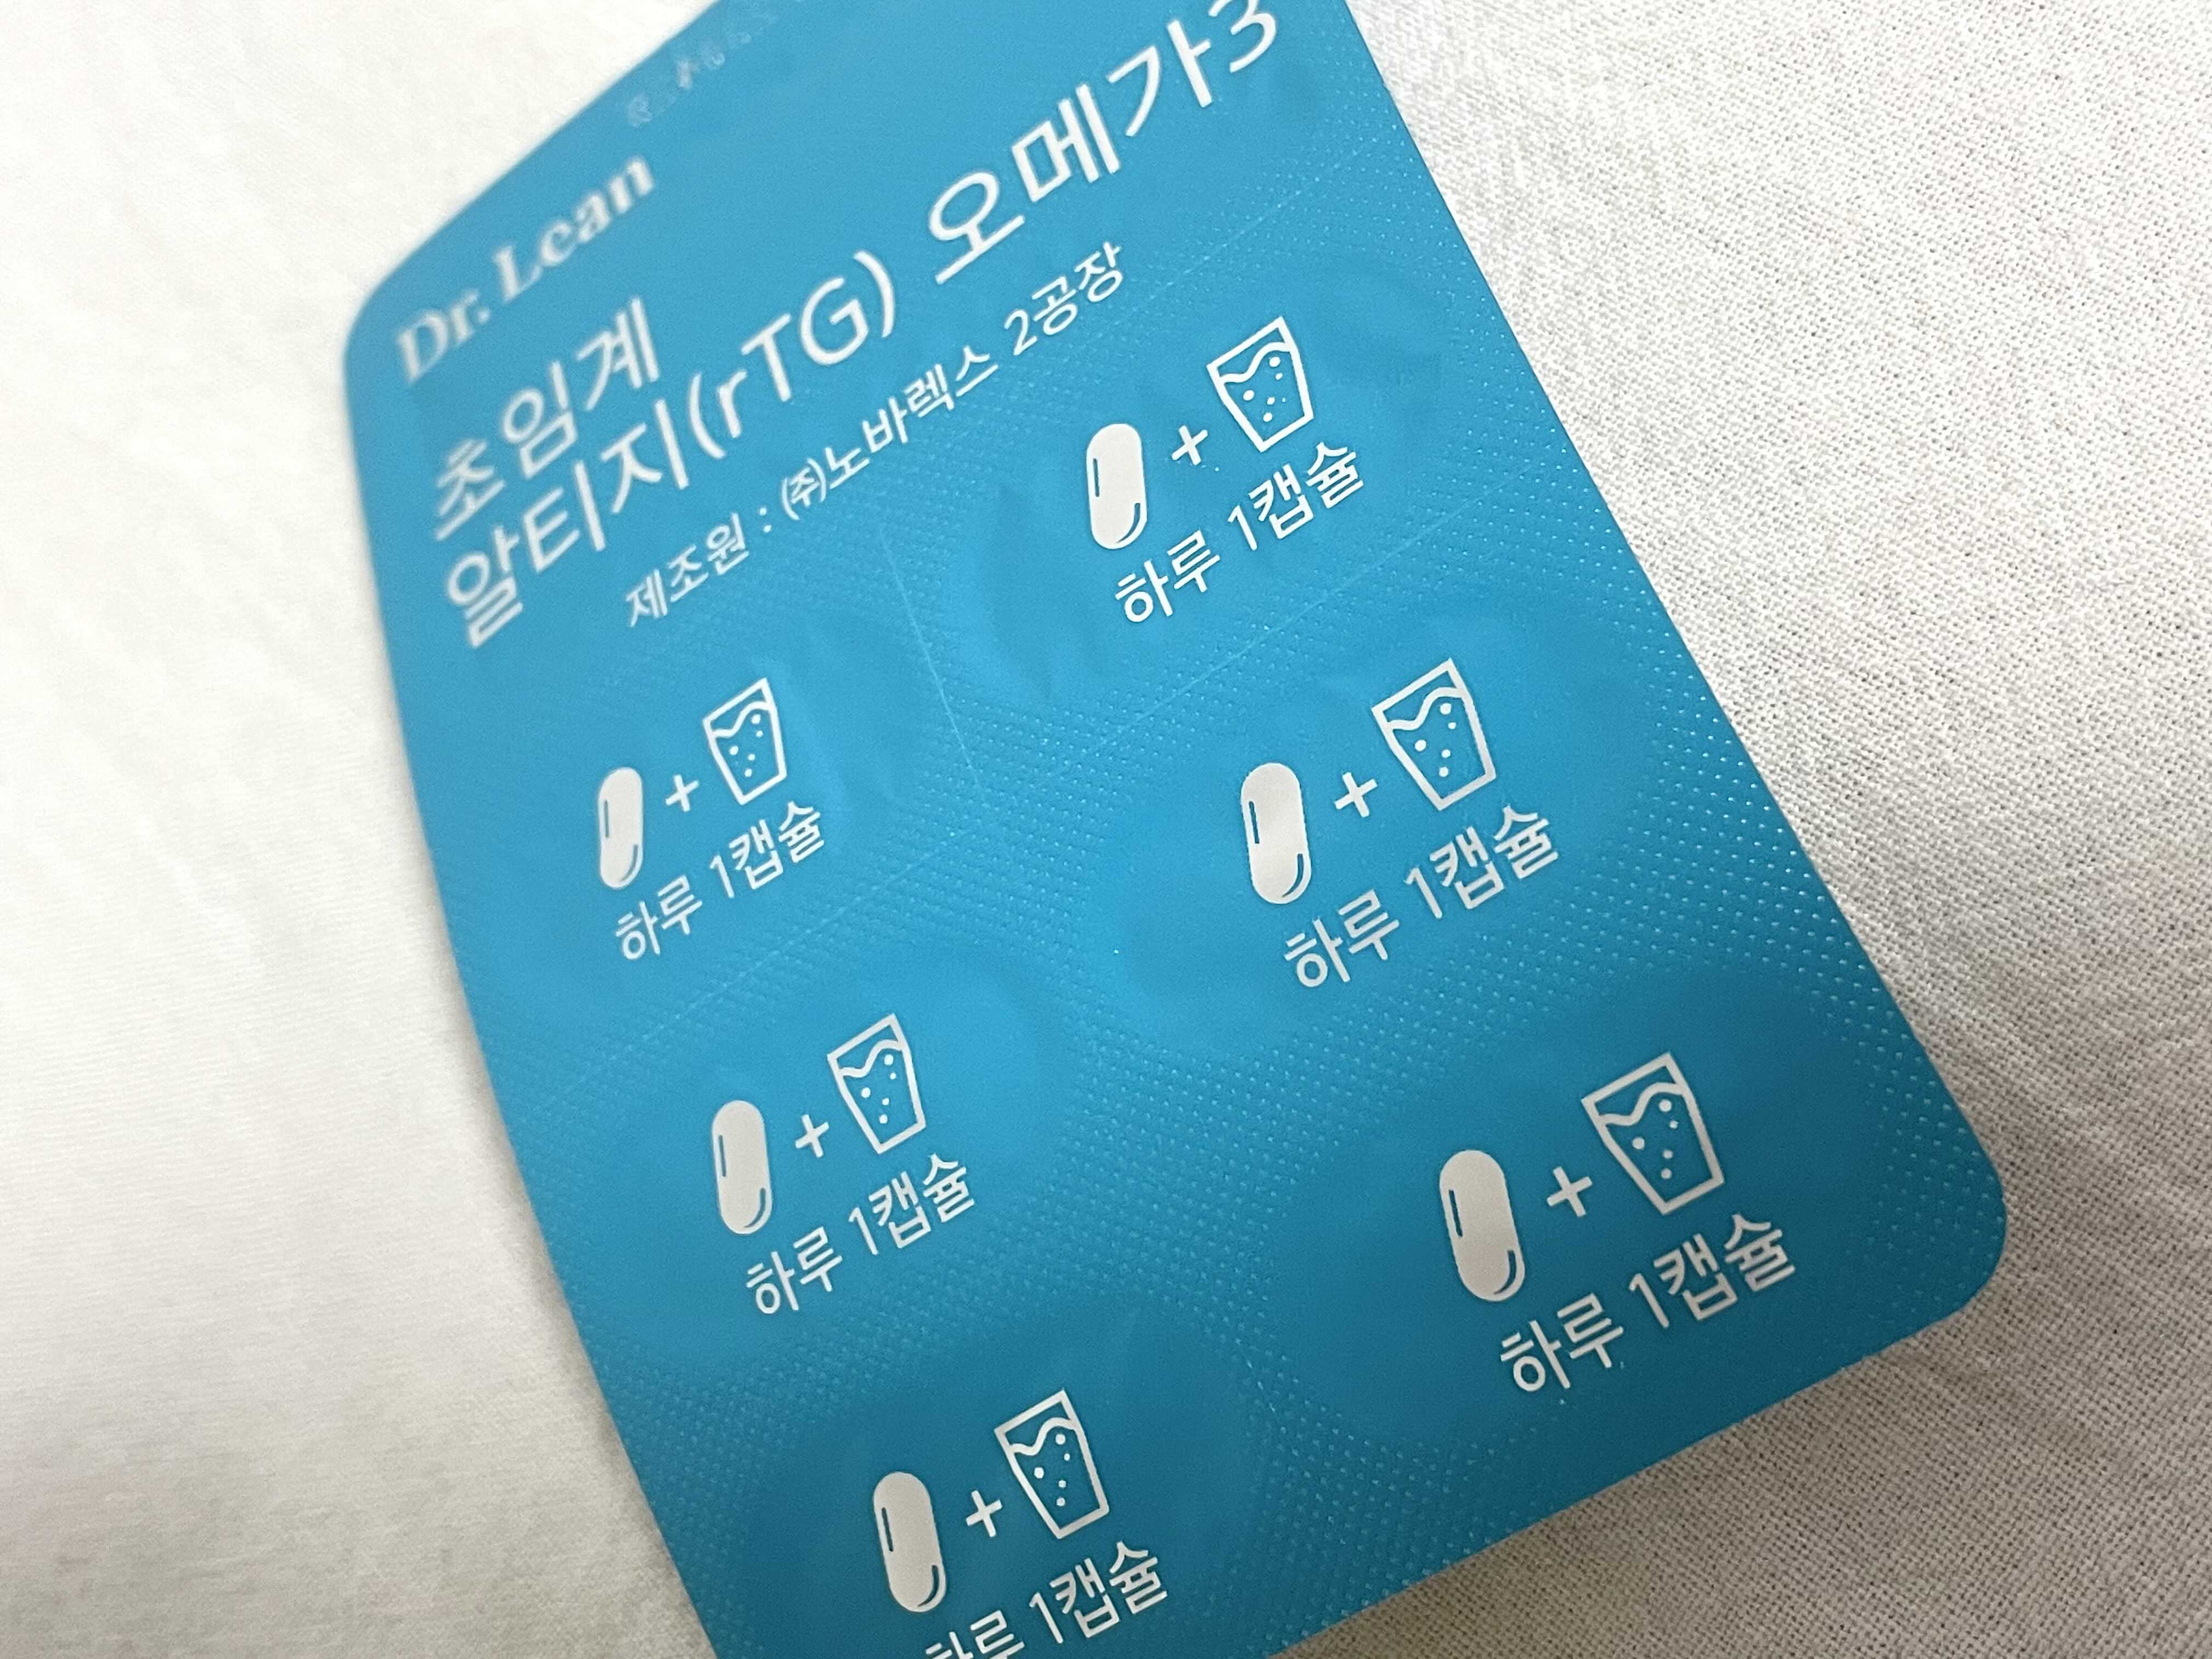 Dr. Lean
초임계
알티지(rTG) 오메가3
제조원 : ㈜노바렉스 2공장
하루 1캡슐
하루 1캡슐
하루 1캡슐
하루 1캡슐
하루 1캡슐
하루 1캡슐